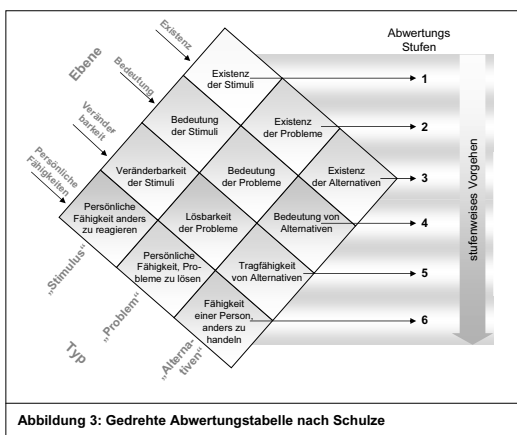 Abwertungs
Stufen
Ebene
Existenz
Bedeutung
Veränder
barkeit
Persönliche
Fähigkeiten
Existenz
der Stimuli
1
Bedeutung
der Stimuli
Existenz
der Probleme
2
Veränderbarkeit
der Stimuli
Bedeutung
der Probleme
Existenz
der Alternativen
3
Persönliche
Fähigkeit anders
zu reagieren
Lösbarkeit
der Probleme
Bedeutung von
Alternativen
4
Persönliche
Fähigkeit, Pro-
bleme zu lösen
Tragfähigkeit
von Alternativen
5
Fähigkeit
einer Person,
anders zu
handeln
6
stufenweises Vorgehen
„Stimulus“
„Problem“
„Alterna-
tiven“
Typ
Abbildung 3: Gedrehte Abwertungstabelle nach Schulze